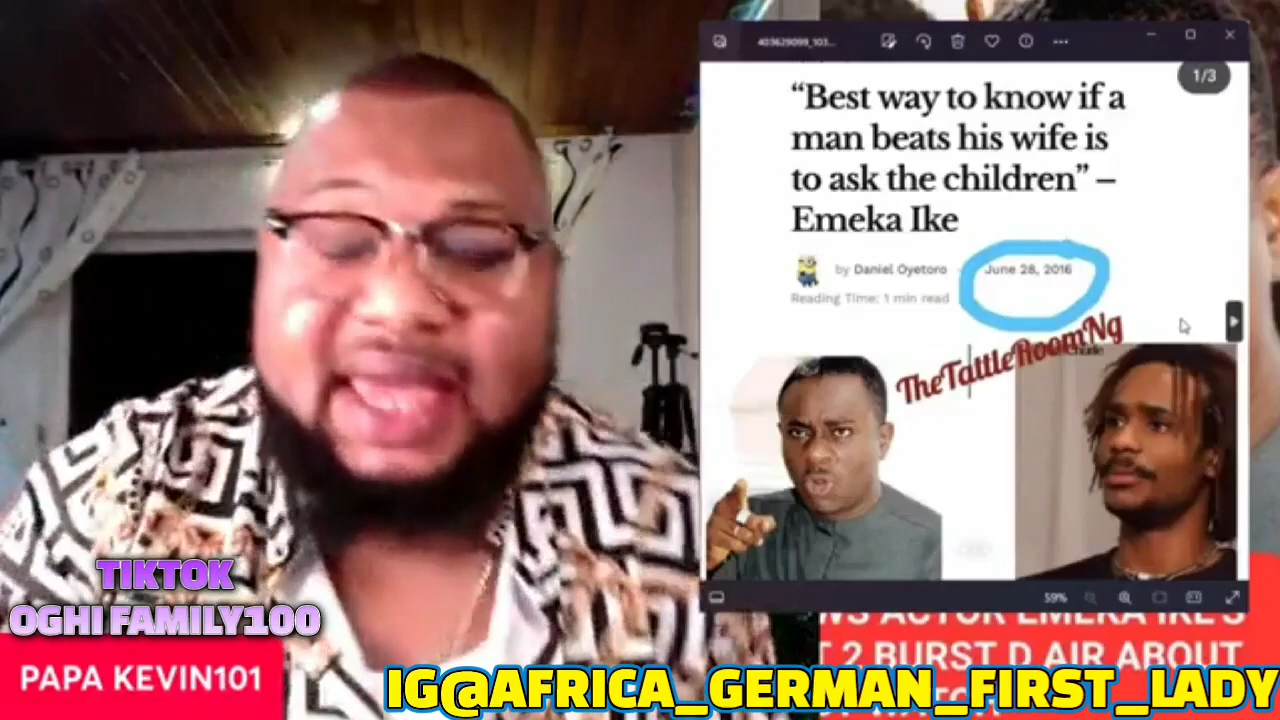 403629099_103...
1/3
“Best way to know if a
man beats his wife is
to ask the children” –
Emeka Ike
by Daniel Oyetoro
June 28, 2016
Reading Time: 1 min read
TheTattleRoomNg
59%
TIKTOK
OGHI FAMILY100
PAPA KEVIN101
WS ACTOR EMEKA IKE'S
T 2 BURST D AIR ABOUT
IG@AFRICA_GERMAN_FIRST_LADY